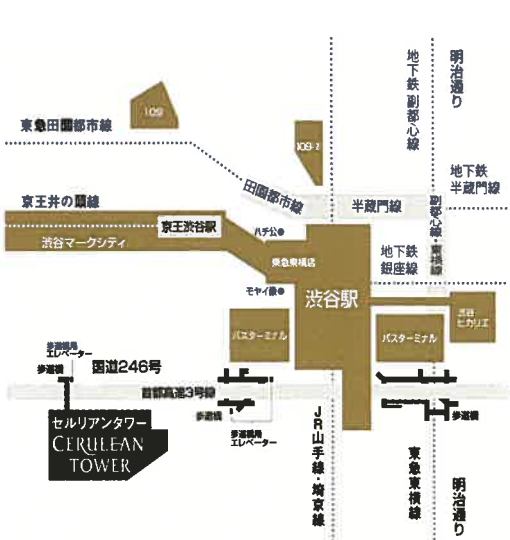 地下鉄 副都心線
明治通り
109
東急田園都市線
109-2
地下鉄
半蔵門線
田園都市線
半蔵門線
副都心線・東横線
京王井の頭線
京王渋谷駅
ハチ公
渋谷マークシティ
東急東横店
地下鉄
銀座線
モヤイ像
渋谷駅
渋谷
ヒカリエ
バスターミナル
バスターミナル
歩道橋用
エレベーター
歩道橋
国道246号
首都高速3号線
歩道橋
歩道橋用
エレベーター
歩道橋
セルリアンタワー
CERULEAN
TOWER
JR山手線・埼京線
東急東横線
明治通り